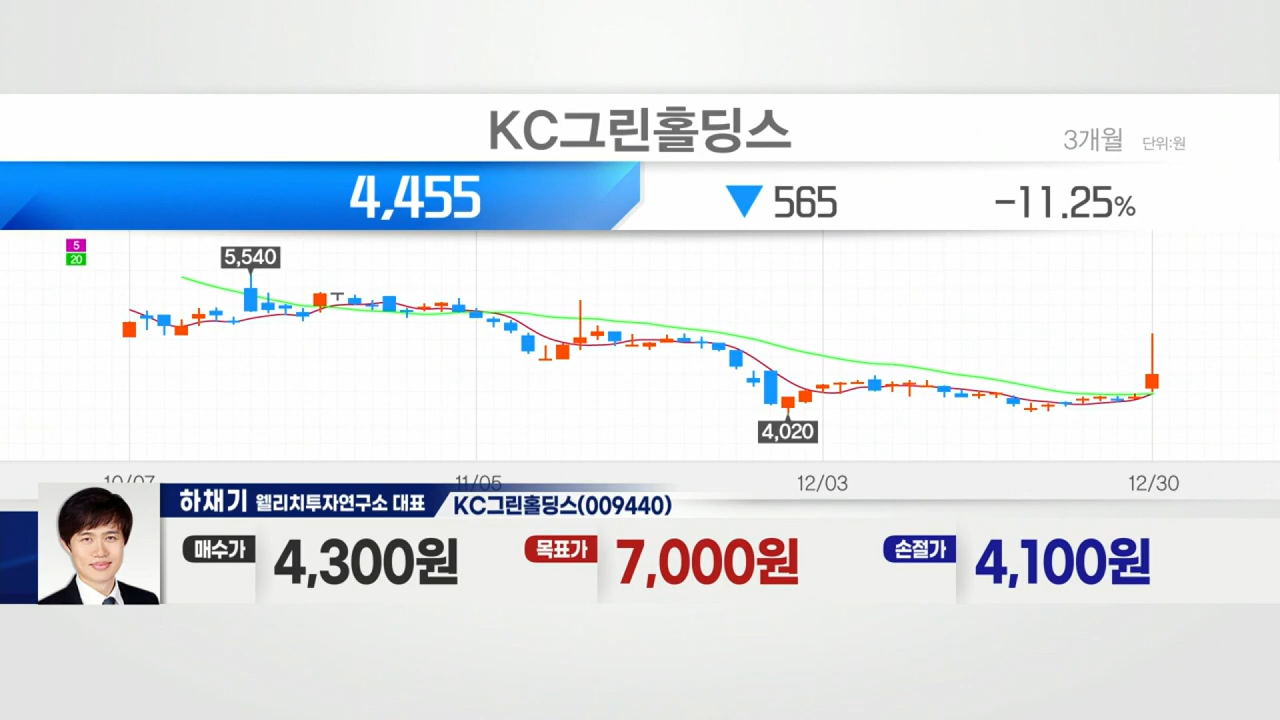 KC그린홀딩스
3개월 단위:원
4,455 ▼ 565 -11.25%
5
20
5,540
4,020
10/07 11/05 12/03 12/30
하채기 웰리치투자연구소 대표 KC그린홀딩스(009440)
매수가 4,300원 목표가 7,000원 손절가 4,100원